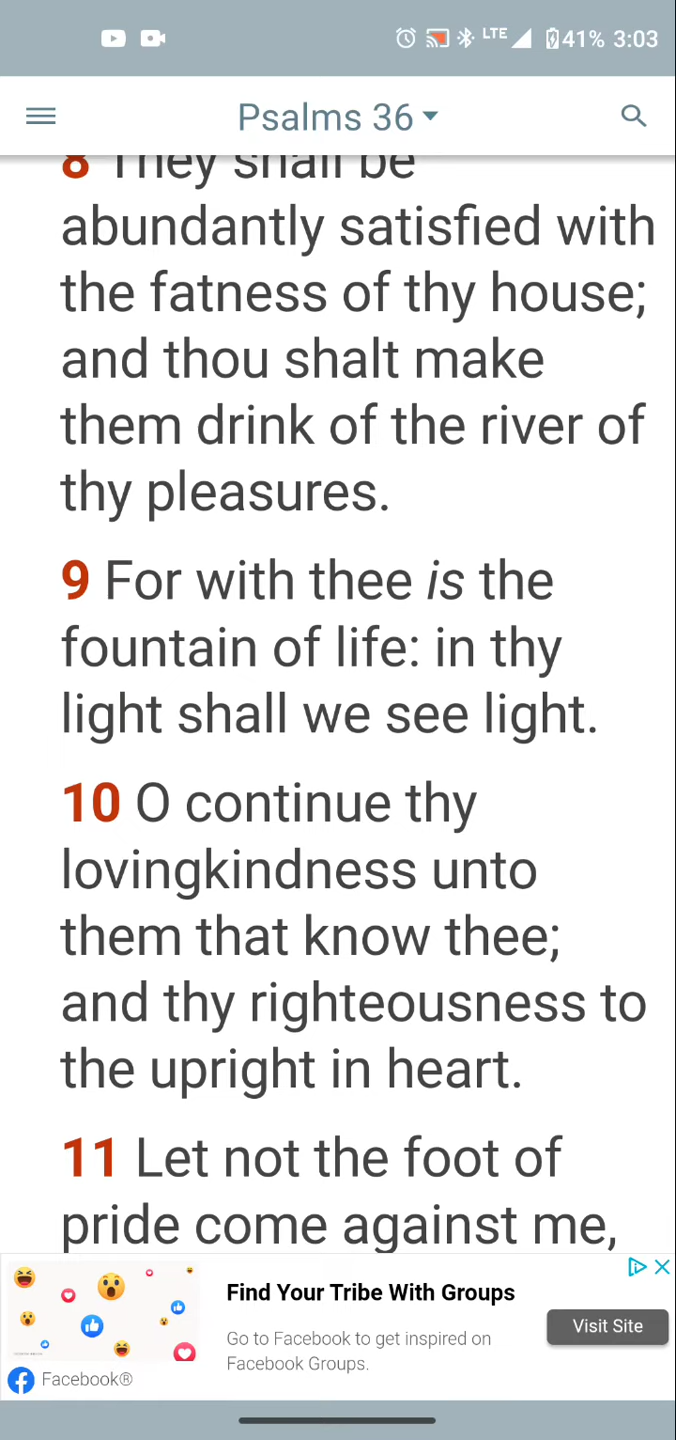 LTE 41% 3:03
Psalms 36
8 They shall be
abundantly satisfied with
the fatness of thy house;
and thou shalt make
them drink of the river of
thy pleasures.
9 For with thee is the
fountain of life: in thy
light shall we see light.
10 O continue thy
lovingkindness unto
them that know thee;
and thy righteousness to
the upright in heart.
11 Let not the foot of
pride come against me,
Find Your Tribe With Groups
Visit Site
Go to Facebook to get inspired on
Facebook Groups.
Facebook®